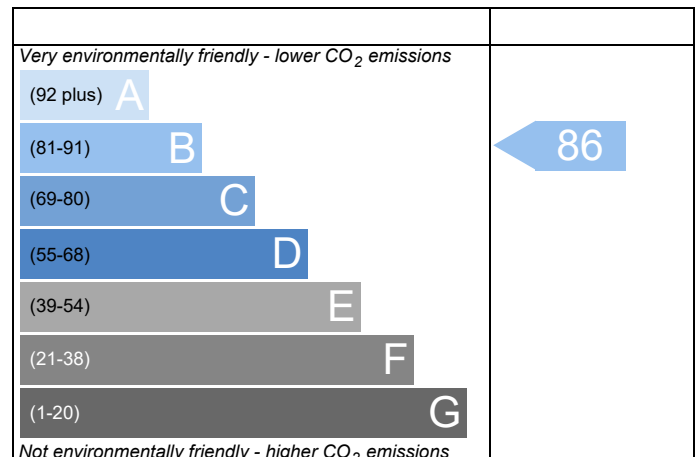 Very environmentally friendly - lower CO2 emissions
(92 plus) A
(81-91) B
86
(69-80) C
(55-68) D
(39-54) E
(21-38) F
(1-20) G
Not environmentally friendly - higher CO2 emissions